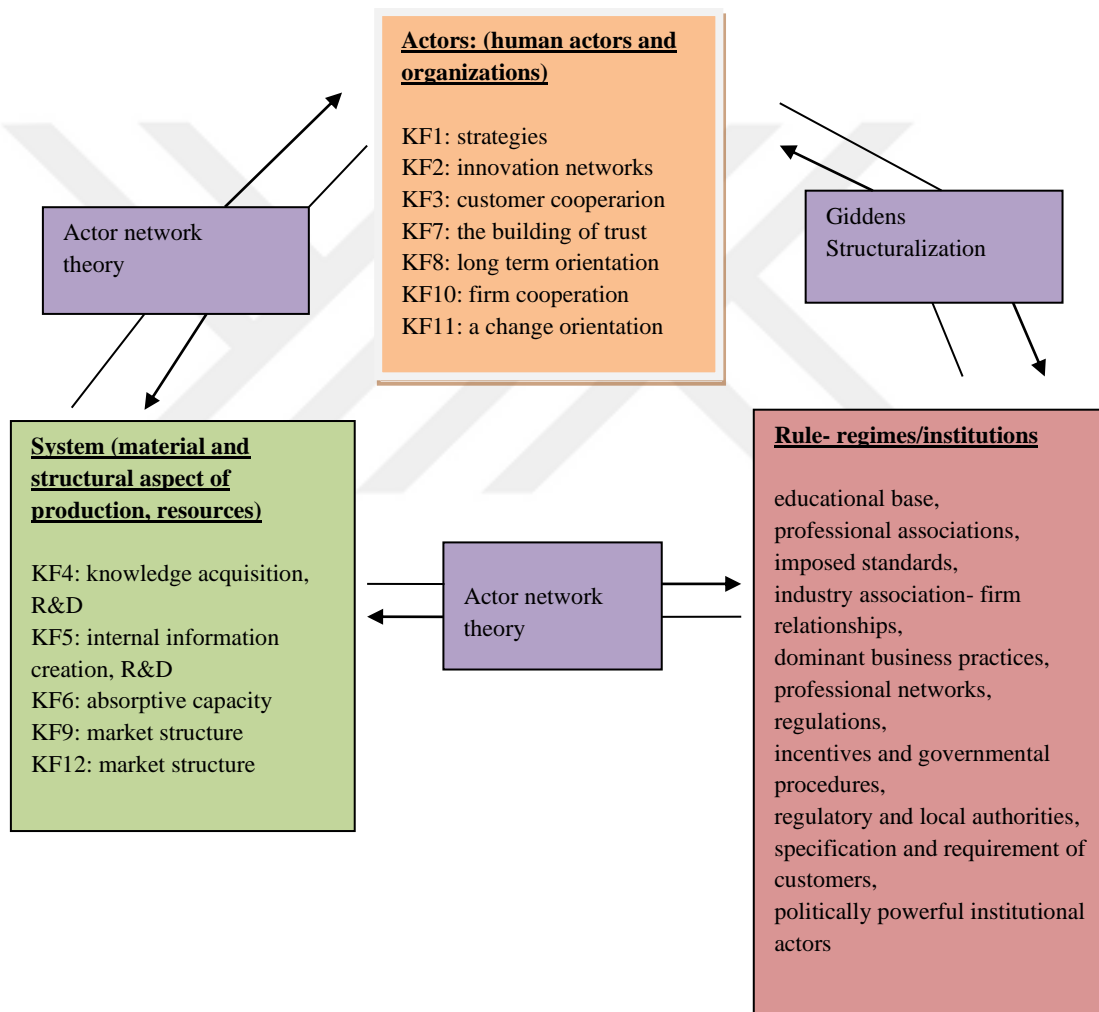 Actors: (human actors and
organizations)
KF1: strategies
KF2: innovation networks
KF3: customer cooperarion
KF7: the building of trust
KF8: long term orientation
KF10: firm cooperation
KF11: a change orientation
Actor network
theory
Giddens
Structuralization
System (material and
structural aspect of
production, resources)
KF4: knowledge acquisition,
R&D
KF5: internal information
creation, R&D
KF6: absorptive capacity
KF9: market structure
KF12: market structure
Actor network
theory
Rule- regimes/institutions
educational base,
professional associations,
imposed standards,
industry association- firm
relationships,
dominant business practices,
professional networks,
regulations,
incentives and governmental
procedures,
regulatory and local authorities,
specification and requirement of
customers,
politically powerful institutional
actors